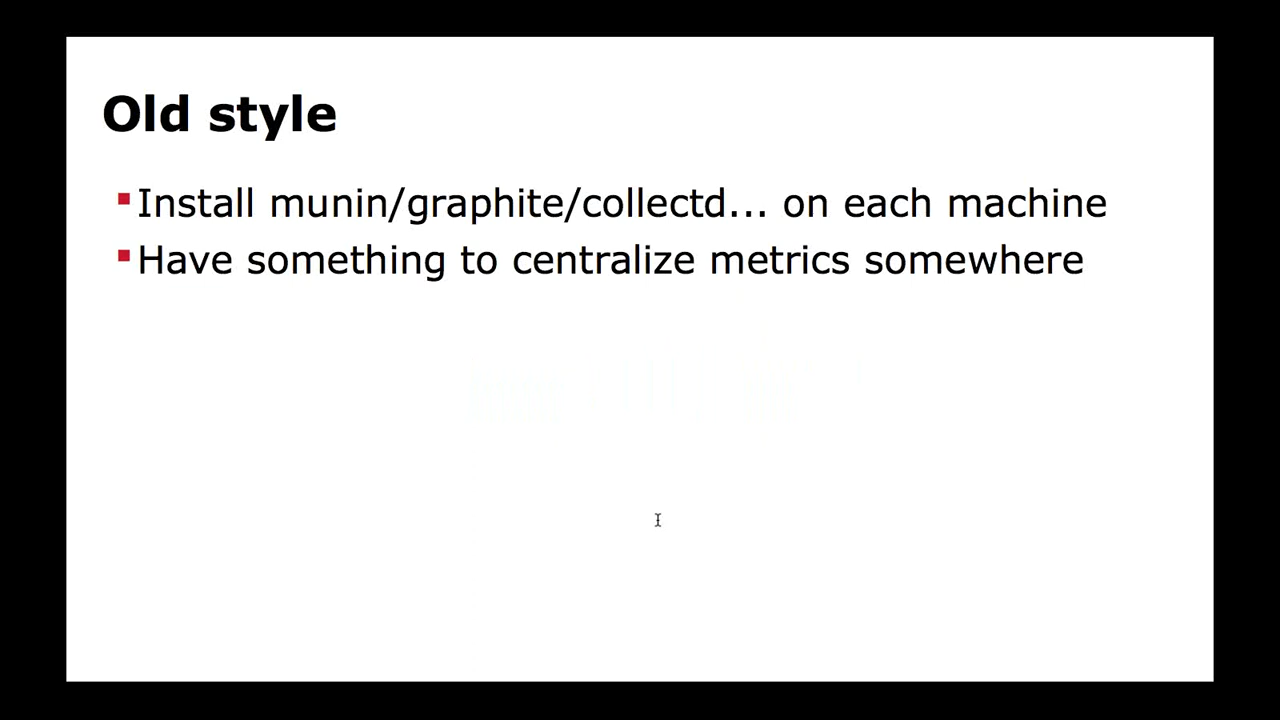 Old style
Install munin/graphite/collectd... on each machine
Have something to centralize metrics somewhere